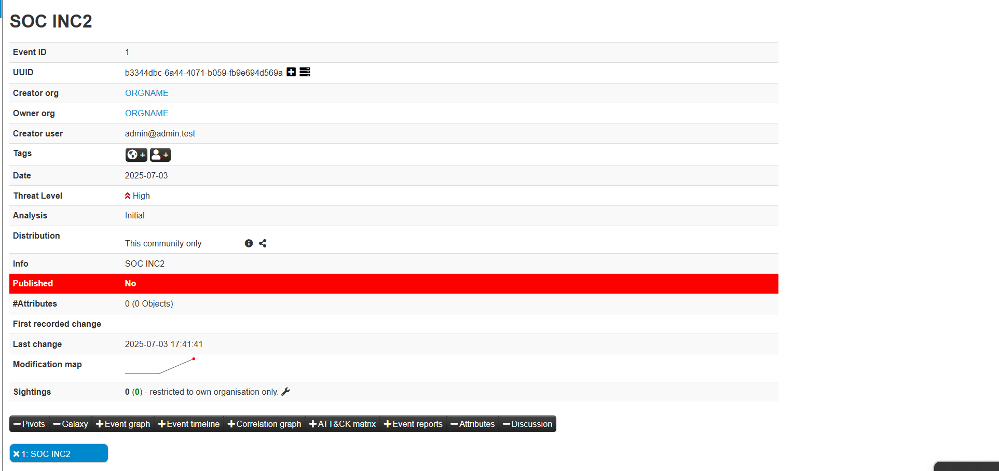 SOC INC2
Event ID 1
UUID b3344dbc-6a44-4071-b059-fb9e694d569a
Creator org ORGNAME
Owner org ORGNAME
Creator user admin@admin.test
Tags + +
Date 2025-07-03
Threat Level High
Analysis Initial
Distribution This community only
Info SOC INC2
Published No
#Attributes 0 (0 Objects)
First recorded change
Last change 2025-07-03 17:41:41
Modification map
Sightings 0 (0) - restricted to own organisation only.
Pivots Galaxy Event graph Event timeline Correlation graph ATT&CK matrix Event reports Attributes Discussion
1: SOC INC2